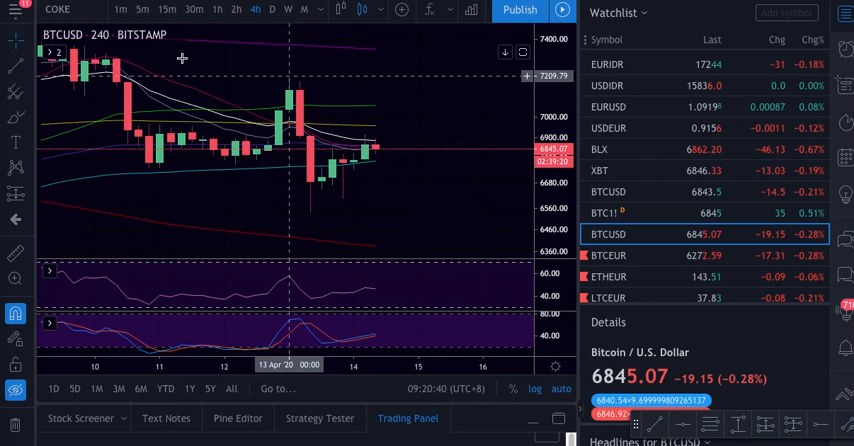 11
COKE 1m 5m 15m 30m 1h 2h 4h D W M Publish
BTCUSD · 240 · BITSTAMP
2
7400.00
7209.79
7000.00
6900.00
6845.07
02:39:20
6680.00
6560.00
6460.00
6360.00
60.00
40.00
80.00
40.00
10 11 12 13 Apr '20 00:00 14 15 16
1D 5D 1M 3M 6M YTD 1Y 5Y All Go to... 09:20:40 (UTC+8) % log auto
Stock Screener Text Notes Pine Editor Strategy Tester Trading Panel
Watchlist Add symbol
Symbol Last Chg Chg%
EURIDR 17244 −31 −0.18%
USDIDR 15836.0 0.0 0.00%
EURUSD 1.09198 0.00087 0.08%
USDEUR 0.9156 −0.0011 −0.12%
BLX 6862.20 −46.13 −0.67%
XBT 6846.33 −13.03 −0.19%
BTCUSD 6843.5 −14.5 −0.21%
BTC1! D 6845 35 0.51%
BTCUSD 6845.07 −19.15 −0.28%
BTCEUR 6272.59 −17.31 −0.28%
ETHEUR 143.51 −0.09 −0.06%
LTCEUR 37.83 −0.08 −0.21%
Details
Bitcoin / U.S. Dollar
6845.07 −19.15 (−0.28%)
6840.54×9.699999809265137
6846.92×
Headlines for BTCUSD